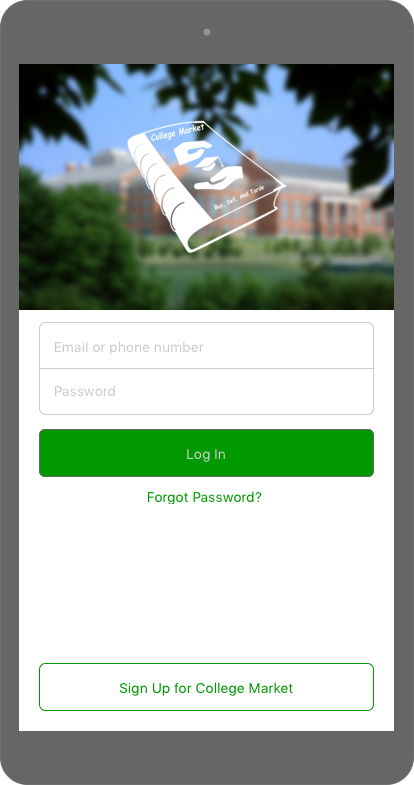 College Market
Buy, Sell, And Tarde
Email or phone number
Password
Log In
Forgot Password?
Sign Up for College Market